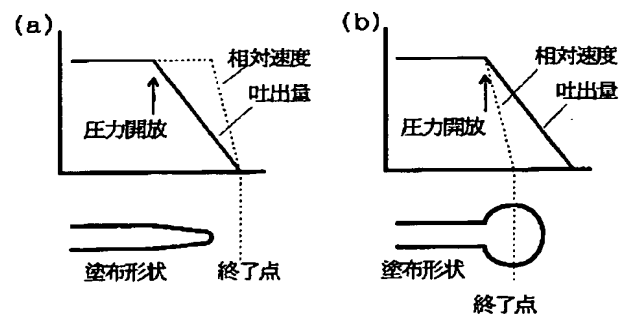 (a)
相対速度
吐出量
圧力開放
塗布形状
終了点
(b)
相対速度
吐出量
圧力開放
塗布形状
終了点